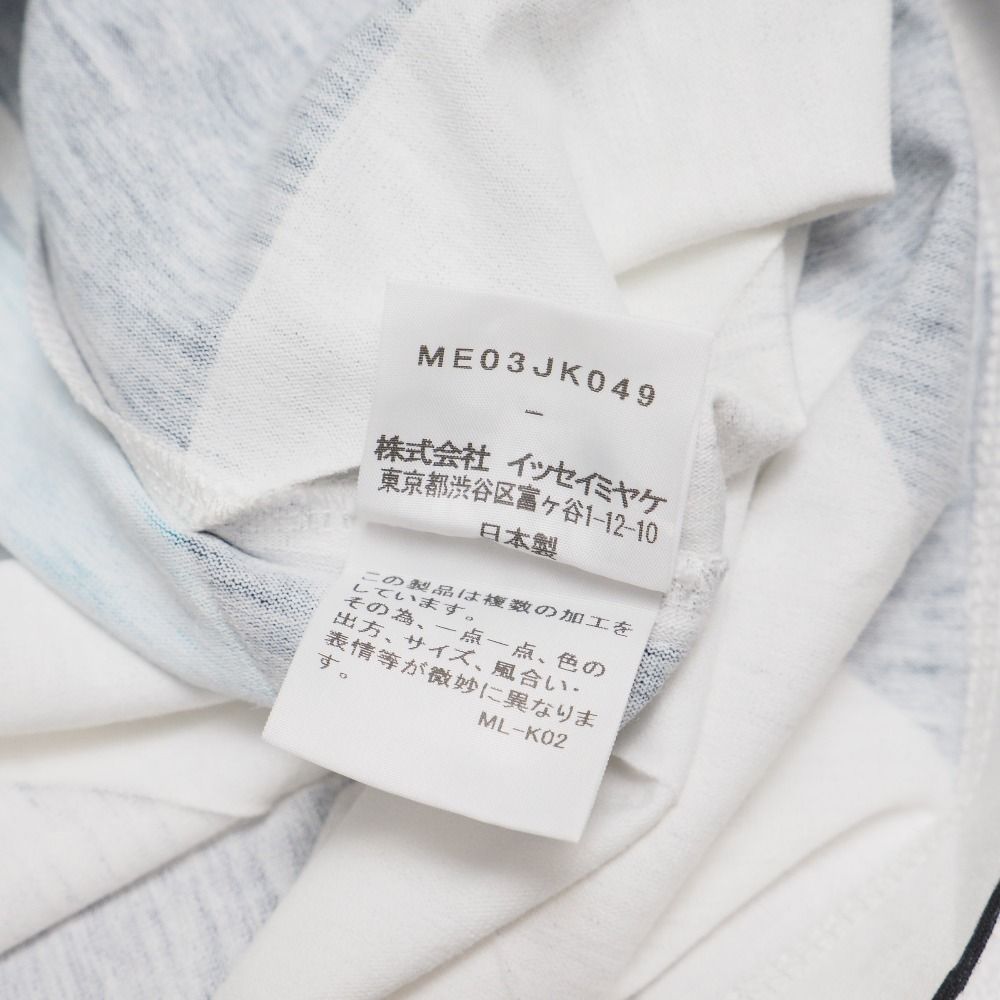 ME03JK049
–
株式会社 イッセイミヤケ
東京都渋谷区富ヶ谷1-12-10
日本製
この製品は複数の加工を
しています。
その為、一点一点、色の
出方、サイズ、風合い・
表情等が微妙に異なりま
す。
ML-K02